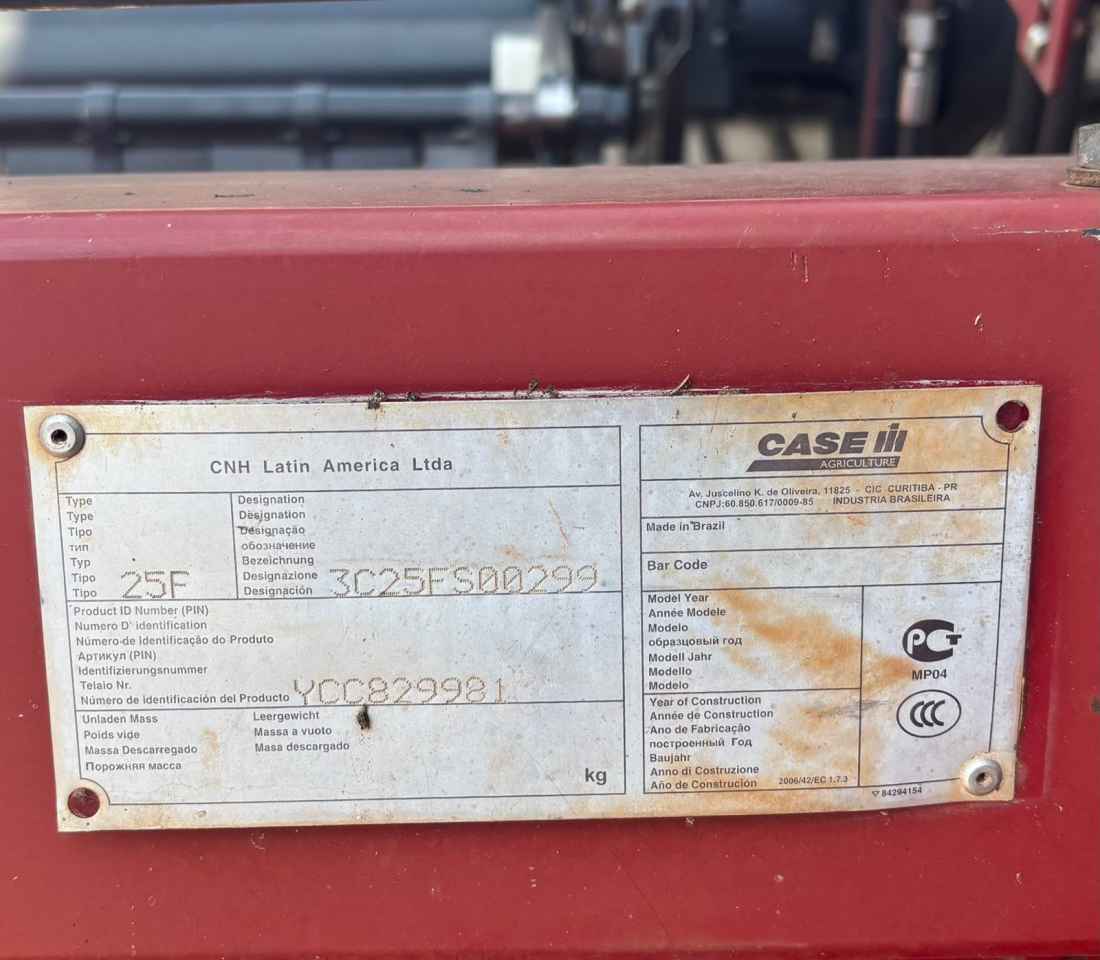 CNH Latin America Ltda
Type
Type
Tipo
тип
Typ
Tipo
Tipo
25F
Designation
Dèsignation
Designação
обозначение
Bezeichnung
Designazione
Designación
3C25FS00299
Product ID Number (PIN)
Numero D' identification
Número-de Identificação do Produto
Артикул (PIN)
Identifizierungsnummer
Telaio Nr.
Número de identificación del Producto
YCC829981
Unladen Mass
Poids vide
Massa Descarregado
Порожняя масса
Leergewicht
Massa a vuoto
Masa descargado
kg
CASE IH
AGRICULTURE
Av. Juscelino K. de Oliveira, 11825 - CIC CURITIBA - PR
CNPJ:60.850.617/0009-85 INDUSTRIA BRASILEIRA
Made in Brazil
Bar Code
Model Year
Année Modele
Modelo
образцовый год
Modell Jahr
Modello
Modelo
Year of Construction
Année de Construction
Ano de Fabricação
построенный Год
Baujahr
Anno di Costruzione
Año de Construcion
2006/42/EC 1.7.3
PCT
MP04
CCC
84294154